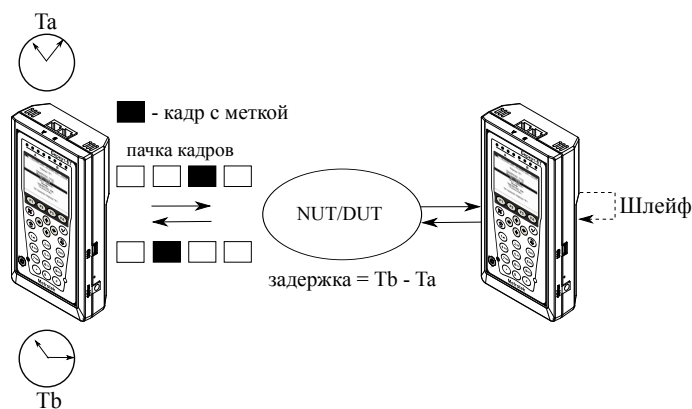 Ta
- кадр с меткой
пачка кадров
NUT/DUT
Шлейф
задержка = Tb - Ta
Tb